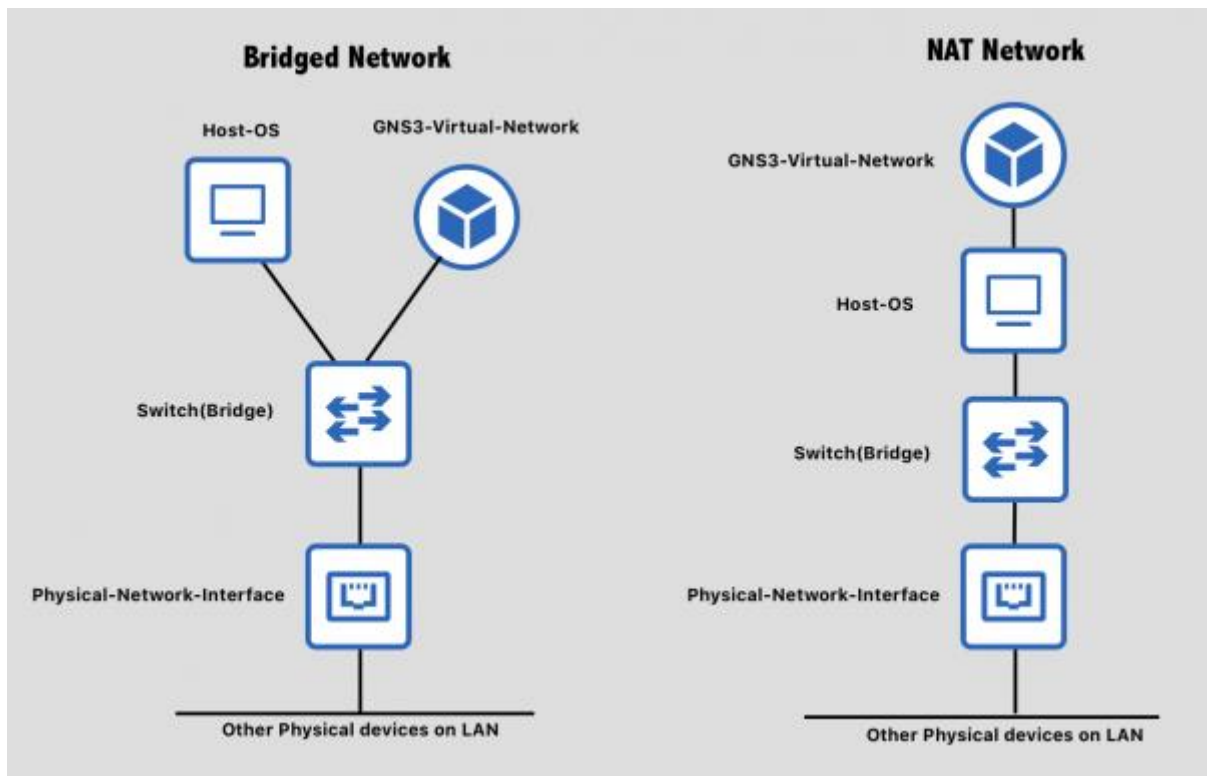 Bridged Network
Host-OS
GNS3-Virtual-Network
Switch(Bridge)
Physical-Network-Interface
Other Physical devices on LAN
NAT Network
GNS3-Virtual-Network
Host-OS
Switch(Bridge)
Physical-Network-Interface
Other Physical devices on LAN